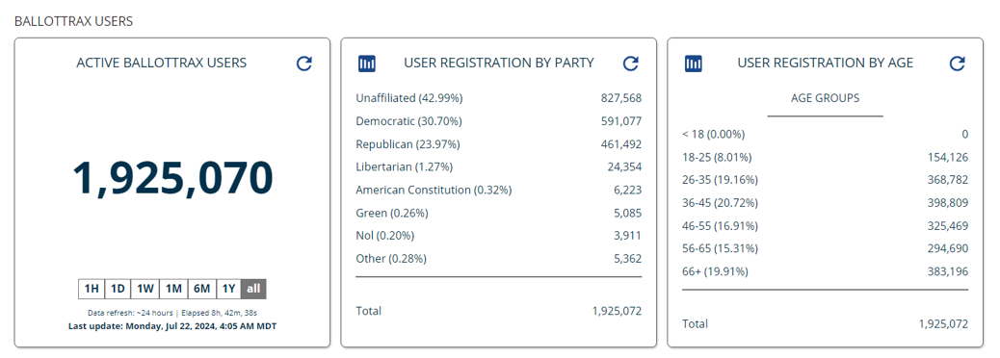 BALLOTTRAX USERS
ACTIVE BALLOTTRAX USERS
1,925,070
1H 1D 1W 1M 6M 1Y all
Data refresh: ~24 hours | Elapsed 8h, 42m, 38s
Last update: Monday, Jul 22, 2024, 4:05 AM MDT
USER REGISTRATION BY PARTY
Unaffiliated (42.99%) 827,568
Democratic (30.70%) 591,077
Republican (23.97%) 461,492
Libertarian (1.27%) 24,354
American Constitution (0.32%) 6,223
Green (0.26%) 5,085
Nol (0.20%) 3,911
Other (0.28%) 5,362
Total 1,925,072
USER REGISTRATION BY AGE
AGE GROUPS
< 18 (0.00%) 0
18-25 (8.01%) 154,126
26-35 (19.16%) 368,782
36-45 (20.72%) 398,809
46-55 (16.91%) 325,469
56-65 (15.31%) 294,690
66+ (19.91%) 383,196
Total 1,925,072